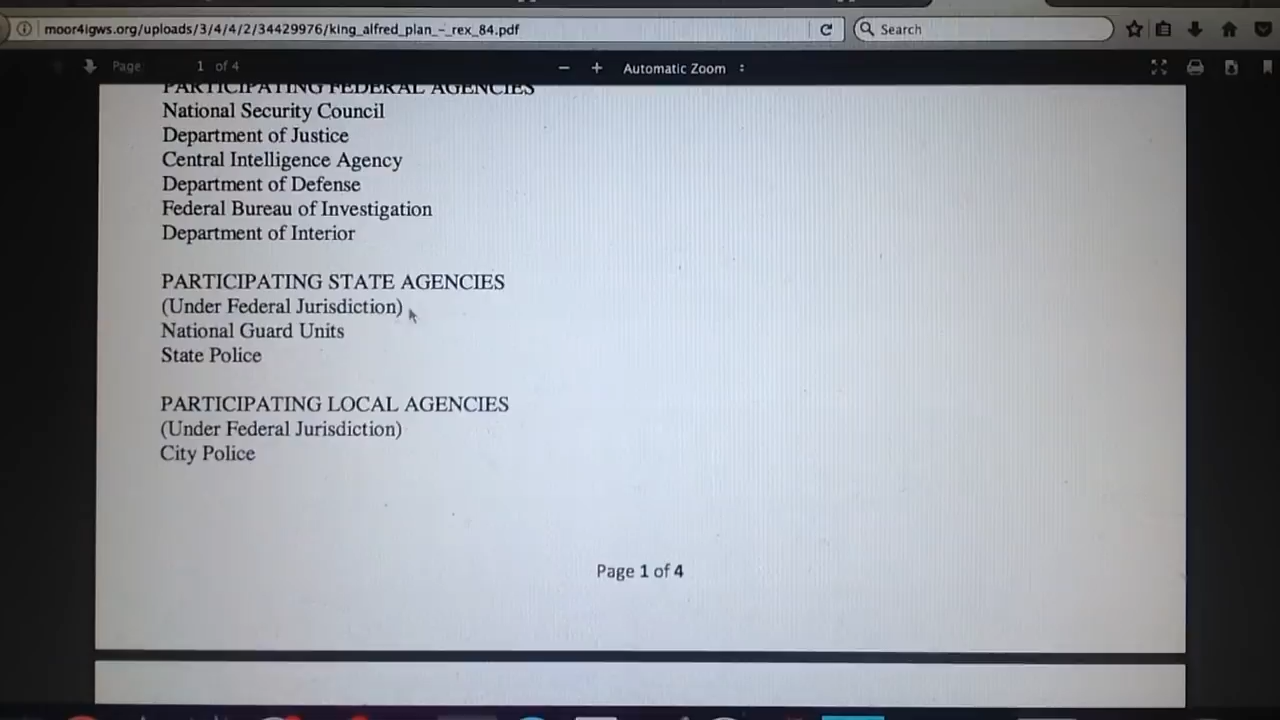 moor4igws.org/uploads/3/4/4/2/34429976/king_alfred_plan_-_rex_84.pdf
Search
Page 1 of 4
Automatic Zoom
PARTICIPATING FEDERAL AGENCIES
National Security Council
Department of Justice
Central Intelligence Agency
Department of Defense
Federal Bureau of Investigation
Department of Interior
PARTICIPATING STATE AGENCIES
(Under Federal Jurisdiction)
National Guard Units
State Police
PARTICIPATING LOCAL AGENCIES
(Under Federal Jurisdiction)
City Police
Page 1 of 4